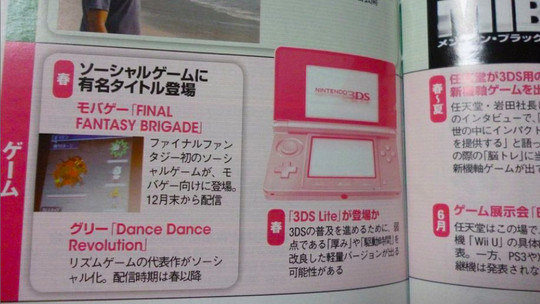 ゲーム
春
ソーシャルゲームに
有名タイトル登場
モバゲー「FINAL
FANTASY BRIGADE」
ファイナルファン
タジー初のソーシ
ャルゲームが、モ
バゲー向けに登場。
12月末から配信
グリー「Dance Dance
Revolution」
リズムゲームの代表作がソー
シャル化。配信時期は春以降
NINTENDO3DS
春
「3DS Lite」が登場か
3DSの普及を進めるために、弱
点である「厚み」や「駆動時間」を
改良した軽量バージョンが出る
可能性がある
メン・イン・ブラック
春〜夏
任天堂が3DS用の
新機軸ゲームを出
任天堂・岩田社長
のインタビューで、「
世の中にインパクト
を提供する」と語っ
の際の「脳トレ」に当
新機軸ゲームが出て
6月
ゲーム展示会「E
任天堂はこの場で、
機「Wii U」の具体
表。一方、PS3や
継機は発表されな